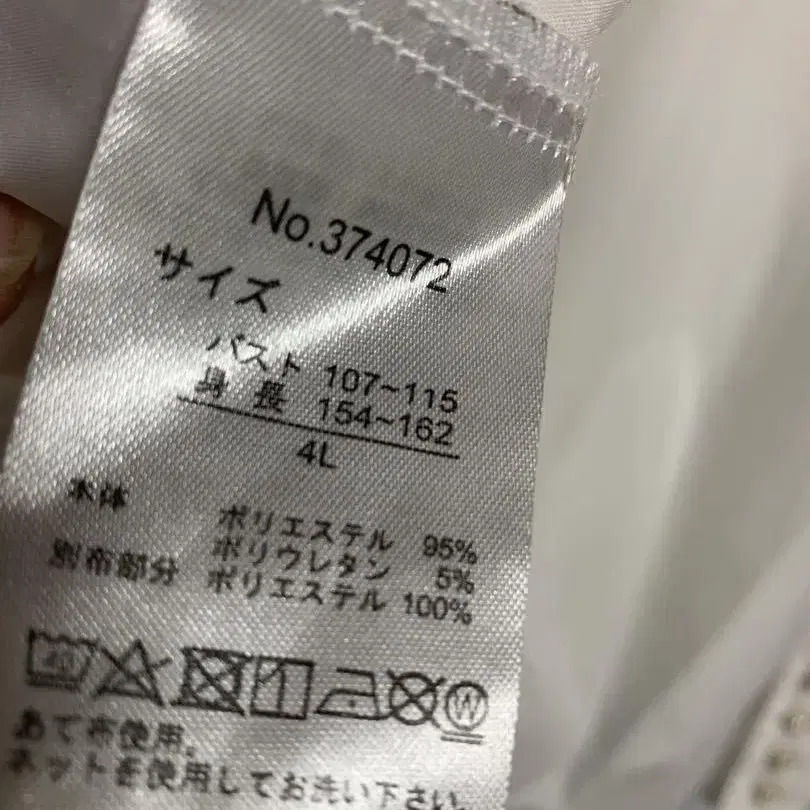 No.374072
サイズ
バスト 107~115
身 長 154~162
4L
本体 ポリエステル 95%
ポリウレタン 5%
別布部分 ポリエステル 100%
40
W
あて布使用。
ネットを使用してお洗い下さい。